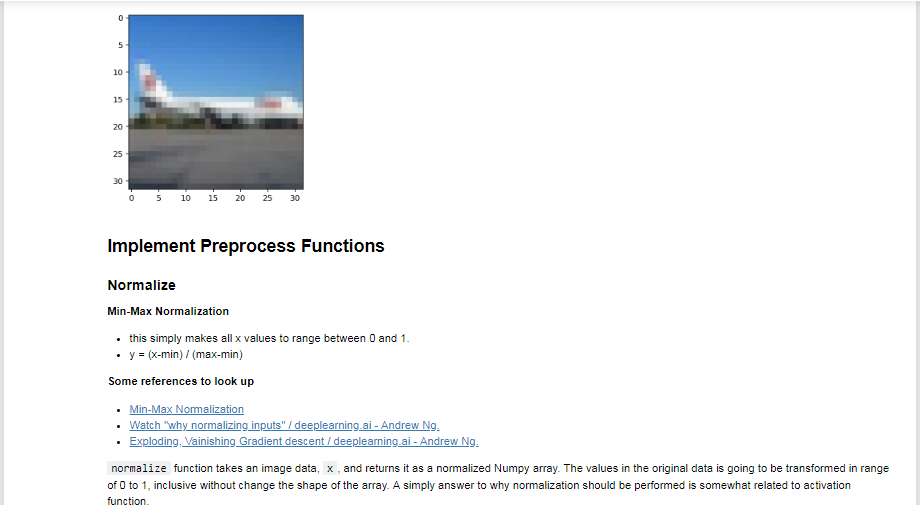 0
5
10
15
20
25
30
0 5 10 15 20 25 30
Implement Preprocess Functions
Normalize
Min-Max Normalization
• this simply makes all x values to range between 0 and 1.
• y = (x-min) / (max-min)
Some references to look up
• Min-Max Normalization
• Watch "why normalizing inputs" / deeplearning.ai - Andrew Ng.
• Exploding, Vainishing Gradient descent / deeplearning.ai - Andrew Ng.
normalize function takes an image data, x , and returns it as a normalized Numpy array. The values in the original data is going to be transformed in range
of 0 to 1, inclusive without change the shape of the array. A simply answer to why normalization should be performed is somewhat related to activation
function.